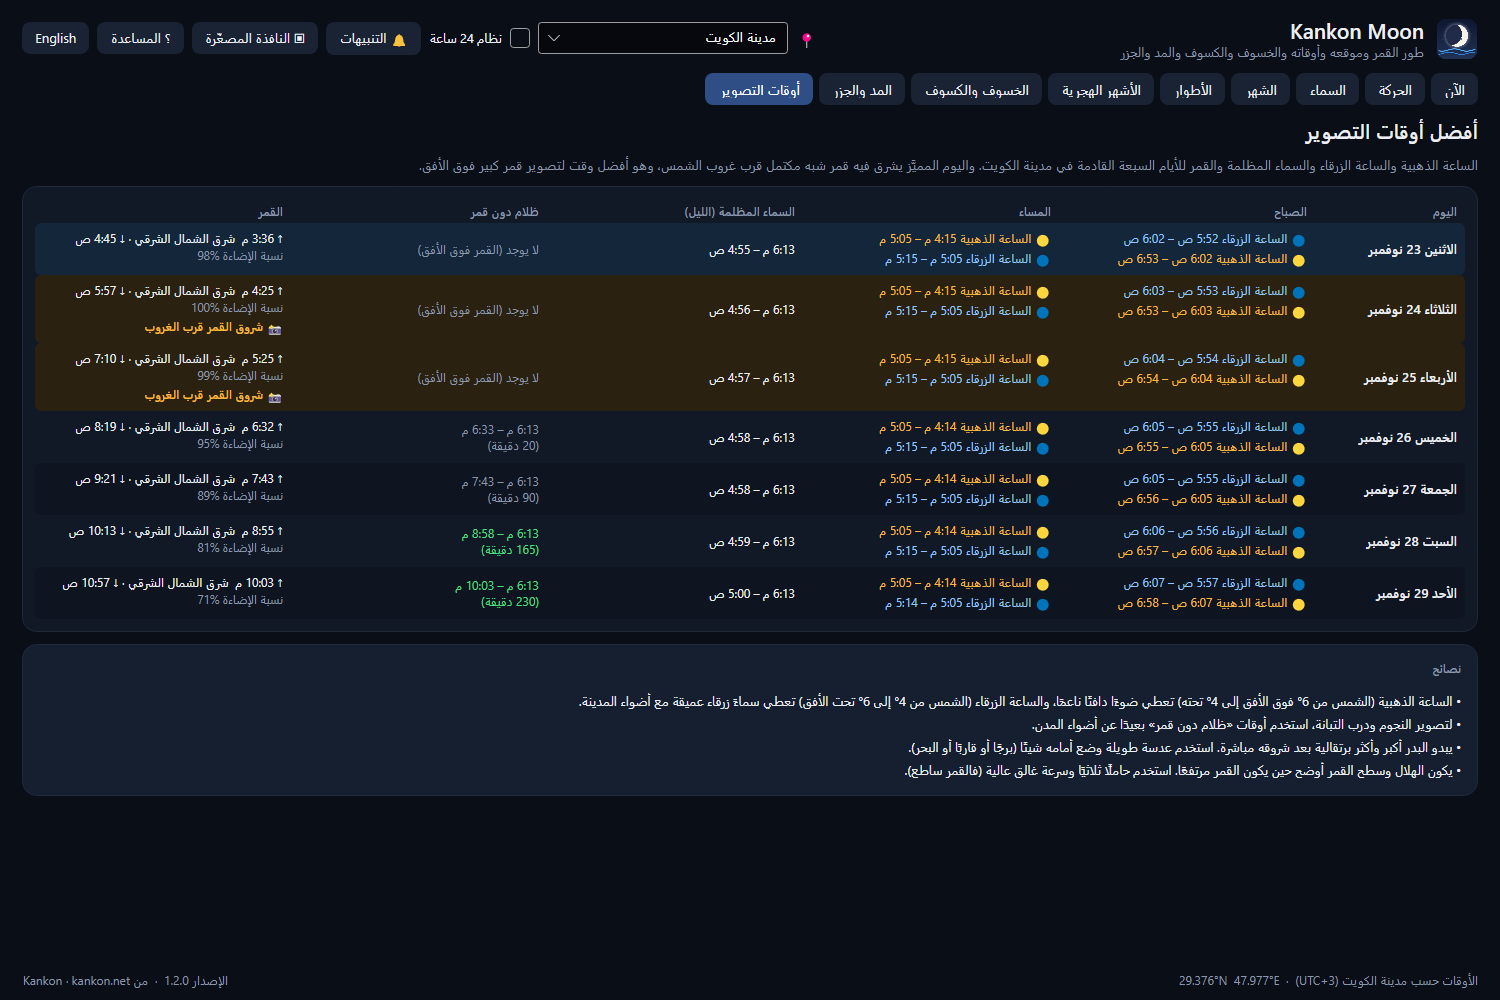 Kankon Moon
طور القمر وموقعه وأوقاته والخسوف والكسوف والمد والجزر
مدينة الكويت
نظام 24 ساعة
التنبيهات
النافذة المصغّرة
؟ المساعدة
English
الآن
الحركة
السماء
الشهر
الأطوار
الأشهر الهجرية
الخسوف والكسوف
المد والجزر
أوقات التصوير
أفضل أوقات التصوير
الساعة الذهبية والساعة الزرقاء والسماء المظلمة والقمر للأيام السبعة القادمة في مدينة الكويت. واليوم المميَّز يشرق فيه قمر شبه مكتمل قرب غروب الشمس، وهو أفضل وقت لتصوير قمر كبير فوق الأفق.
اليوم الصباح المساء السماء المظلمة (الليل) ظلام دون قمر القمر
الاثنين 23 نوفمبر
الساعة الزرقاء 5:52 ص – 6:02 ص
الساعة الذهبية 6:02 ص – 6:53 ص
الساعة الذهبية 4:15 م – 5:05 م
الساعة الزرقاء 5:05 م – 5:15 م
6:13 م – 4:55 ص
لا يوجد (القمر فوق الأفق)
↑ 3:36 م شرق الشمال الشرقي · ↓ 4:45 ص
نسبة الإضاءة 98%
الثلاثاء 24 نوفمبر
الساعة الزرقاء 5:53 ص – 6:03 ص
الساعة الذهبية 6:03 ص – 6:53 ص
الساعة الذهبية 4:15 م – 5:05 م
الساعة الزرقاء 5:05 م – 5:15 م
6:13 م – 4:56 ص
لا يوجد (القمر فوق الأفق)
↑ 4:25 م شرق الشمال الشرقي · ↓ 5:57 ص
نسبة الإضاءة 100%
شروق القمر قرب الغروب
الأربعاء 25 نوفمبر
الساعة الزرقاء 5:54 ص – 6:04 ص
الساعة الذهبية 6:04 ص – 6:54 ص
الساعة الذهبية 4:15 م – 5:05 م
الساعة الزرقاء 5:05 م – 5:15 م
6:13 م – 4:57 ص
لا يوجد (القمر فوق الأفق)
↑ 5:25 م شرق الشمال الشرقي · ↓ 7:10 ص
نسبة الإضاءة 99%
شروق القمر قرب الغروب
الخميس 26 نوفمبر
الساعة الزرقاء 5:55 ص – 6:05 ص
الساعة الذهبية 6:05 ص – 6:55 ص
الساعة الذهبية 4:14 م – 5:05 م
الساعة الزرقاء 5:05 م – 5:15 م
6:13 م – 4:58 ص
6:13 م – 6:33 م
(20 دقيقة)
↑ 6:32 م شرق الشمال الشرقي · ↓ 8:19 ص
نسبة الإضاءة 95%
الجمعة 27 نوفمبر
الساعة الزرقاء 5:55 ص – 6:05 ص
الساعة الذهبية 6:05 ص – 6:56 ص
الساعة الذهبية 4:14 م – 5:05 م
الساعة الزرقاء 5:05 م – 5:15 م
6:13 م – 4:58 ص
6:13 م – 7:43 م
(90 دقيقة)
↑ 7:43 م شرق الشمال الشرقي · ↓ 9:21 ص
نسبة الإضاءة 89%
السبت 28 نوفمبر
الساعة الزرقاء 5:56 ص – 6:06 ص
الساعة الذهبية 6:06 ص – 6:57 ص
الساعة الذهبية 4:14 م – 5:05 م
الساعة الزرقاء 5:05 م – 5:15 م
6:13 م – 4:59 ص
6:13 م – 8:58 م
(165 دقيقة)
↑ 8:55 م شرق الشمال الشرقي · ↓ 10:13 ص
نسبة الإضاءة 81%
الأحد 29 نوفمبر
الساعة الزرقاء 5:57 ص – 6:07 ص
الساعة الذهبية 6:07 ص – 6:58 ص
الساعة الذهبية 4:14 م – 5:05 م
الساعة الزرقاء 5:05 م – 5:14 م
6:13 م – 5:00 ص
6:13 م – 10:03 م
(230 دقيقة)
↑ 10:03 م شرق الشمال الشرقي · ↓ 10:57 ص
نسبة الإضاءة 71%
نصائح
• الساعة الذهبية (الشمس من 6° فوق الأفق إلى 4° تحته) تعطي ضوءًا دافئًا ناعمًا، والساعة الزرقاء (الشمس من 4° إلى 6° تحت الأفق) تعطي سماءً زرقاء عميقة مع أضواء المدينة.
• لتصوير النجوم ودرب التبانة، استخدم أوقات «ظلام دون قمر» بعيدًا عن أضواء المدن.
• يبدو البدر أكبر وأكثر برتقالية بعد شروقه مباشرة. استخدم عدسة طويلة وضع أمامه شيئًا (برجًا أو قاربًا أو البحر).
• يكون الهلال وسطح القمر أوضح حين يكون القمر مرتفعًا. استخدم حاملًا ثلاثيًا وسرعة غالق عالية (فالقمر ساطع).
الأوقات حسب مدينة الكويت (UTC+3) · 29.376°N 47.977°E
الإصدار 1.2.0 · من Kankon · kankon.net